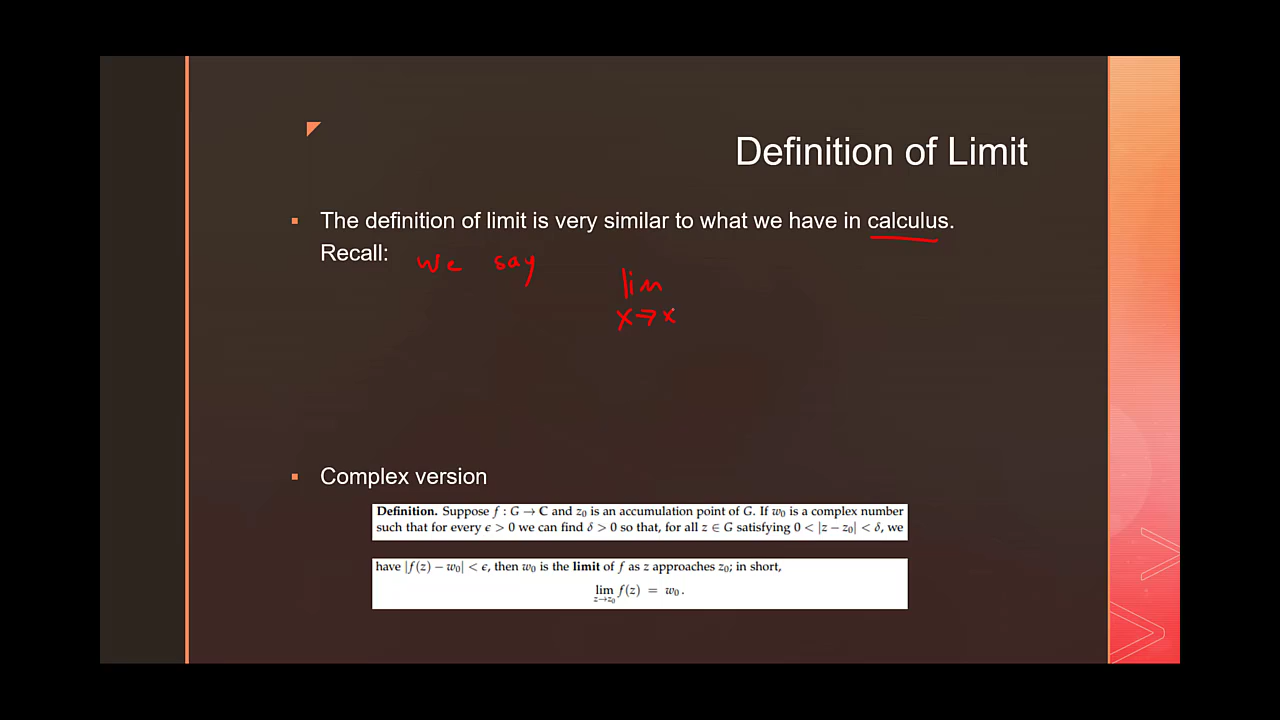 Definition of Limit
▪ The definition of limit is very similar to what we have in calculus.
Recall: we say
lim
x→x
▪ Complex version
Definition. Suppose f : G → ℂ and z₀ is an accumulation point of G. If w₀ is a complex number
such that for every ϵ > 0 we can find δ > 0 so that, for all z ∈ G satisfying 0 < |z − z₀| < δ, we
have |f(z) − w₀| < ϵ, then w₀ is the limit of f as z approaches z₀; in short,
lim f(z) = w₀.
z→z₀